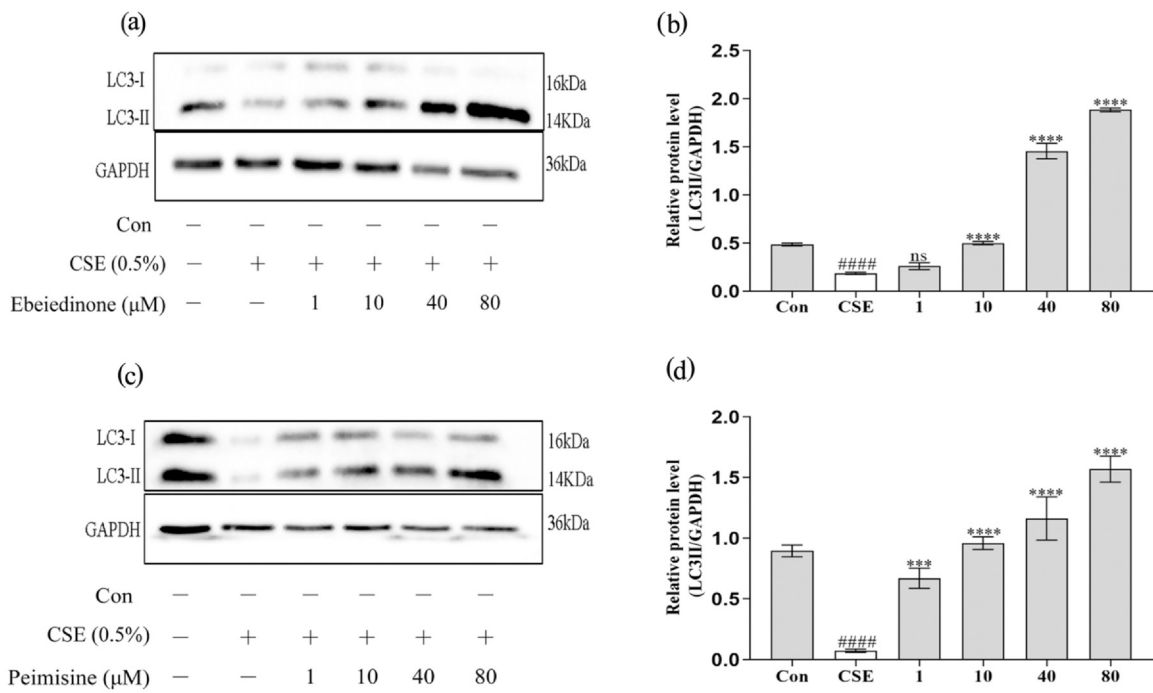 (a)
LC3-I
LC3-II
16kDa
14KDa
GAPDH
36kDa
Con – – – – – –
CSE (0.5%) – + + + + +
Ebeiedinone (μM) – – 1 10 40 80
(b)
Relative protein level
( LC3II/GAPDH)
2.5
2.0
1.5
1.0
0.5
0.0
####
ns
****
****
****
Con CSE 1 10 40 80
(c)
LC3-I
LC3-II
16kDa
14KDa
GAPDH
36kDa
Con – – – – – –
CSE (0.5%) – + + + + +
Peimisine (μM) – – 1 10 40 80
(d)
Relative protein level
(LC3II/GAPDH)
2.0
1.5
1.0
0.5
0.0
####
***
****
****
****
Con CSE 1 10 40 80